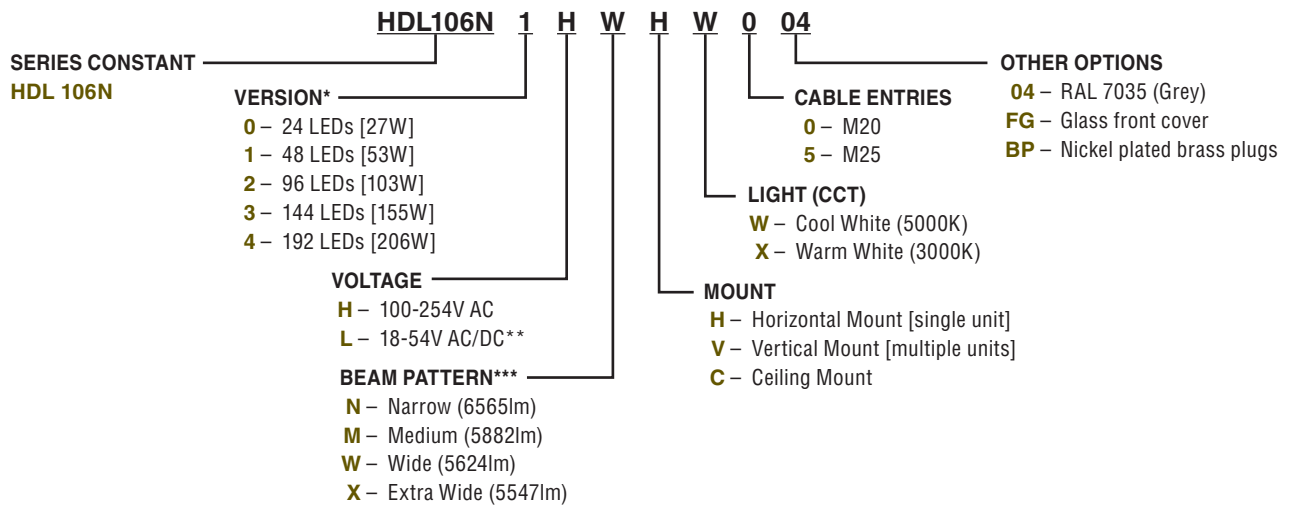 HDL106N 1 H W H W 0 04
SERIES CONSTANT
HDL 106N
VERSION*
0 – 24 LEDs [27W]
1 – 48 LEDs [53W]
2 – 96 LEDs [103W]
3 – 144 LEDs [155W]
4 – 192 LEDs [206W]
VOLTAGE
H – 100-254V AC
L – 18-54V AC/DC**
BEAM PATTERN***
N – Narrow (6565lm)
M – Medium (5882lm)
W – Wide (5624lm)
X – Extra Wide (5547lm)
MOUNT
H – Horizontal Mount [single unit]
V – Vertical Mount [multiple units]
C – Ceiling Mount
LIGHT (CCT)
W – Cool White (5000K)
X – Warm White (3000K)
CABLE ENTRIES
0 – M20
5 – M25
OTHER OPTIONS
04 – RAL 7035 (Grey)
FG – Glass front cover
BP – Nickel plated brass plugs